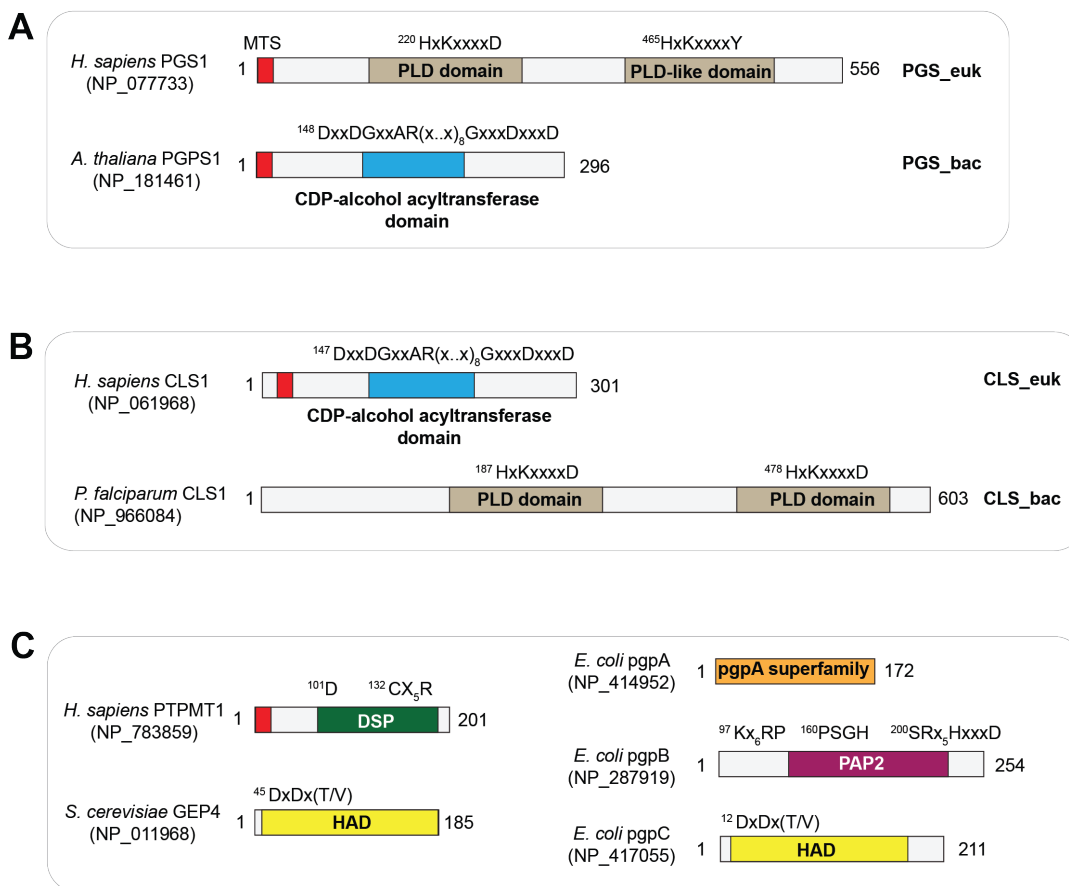 A
MTS
²²⁰ HxKxxxxD
⁴⁶⁵HxKxxxxY
H. sapiens PGS1
(NP_077733)
1
PLD domain
PLD-like domain
556
PGS_euk
¹⁴⁸ DxxDGxxAR(x..x)₈GxxxDxxxD
A. thaliana PGPS1
(NP_181461)
1
296
PGS_bac
CDP-alcohol acyltransferase
domain
B
¹⁴⁷ DxxDGxxAR(x..x)₈GxxxDxxxD
H. sapiens CLS1
(NP_061968)
1
301
CLS_euk
CDP-alcohol acyltransferase
domain
¹⁸⁷ HxKxxxxD
⁴⁷⁸ HxKxxxxD
P. falciparum CLS1
(NP_966084)
1
PLD domain
PLD domain
603
CLS_bac
C
¹⁰¹D
¹³² CX₅R
H. sapiens PTPMT1
(NP_783859)
1
DSP
201
⁴⁵ DxDx(T/V)
S. cerevisiae GEP4
(NP_011968)
1
HAD
185
E. coli pgpA
(NP_414952)
1
pgpA superfamily
172
⁹⁷ Kx₆RP
¹⁶⁰PSGH
²⁰⁰SRx₅HxxxD
E. coli pgpB
(NP_287919)
1
PAP2
254
¹² DxDx(T/V)
E. coli pgpC
(NP_417055)
1
HAD
211